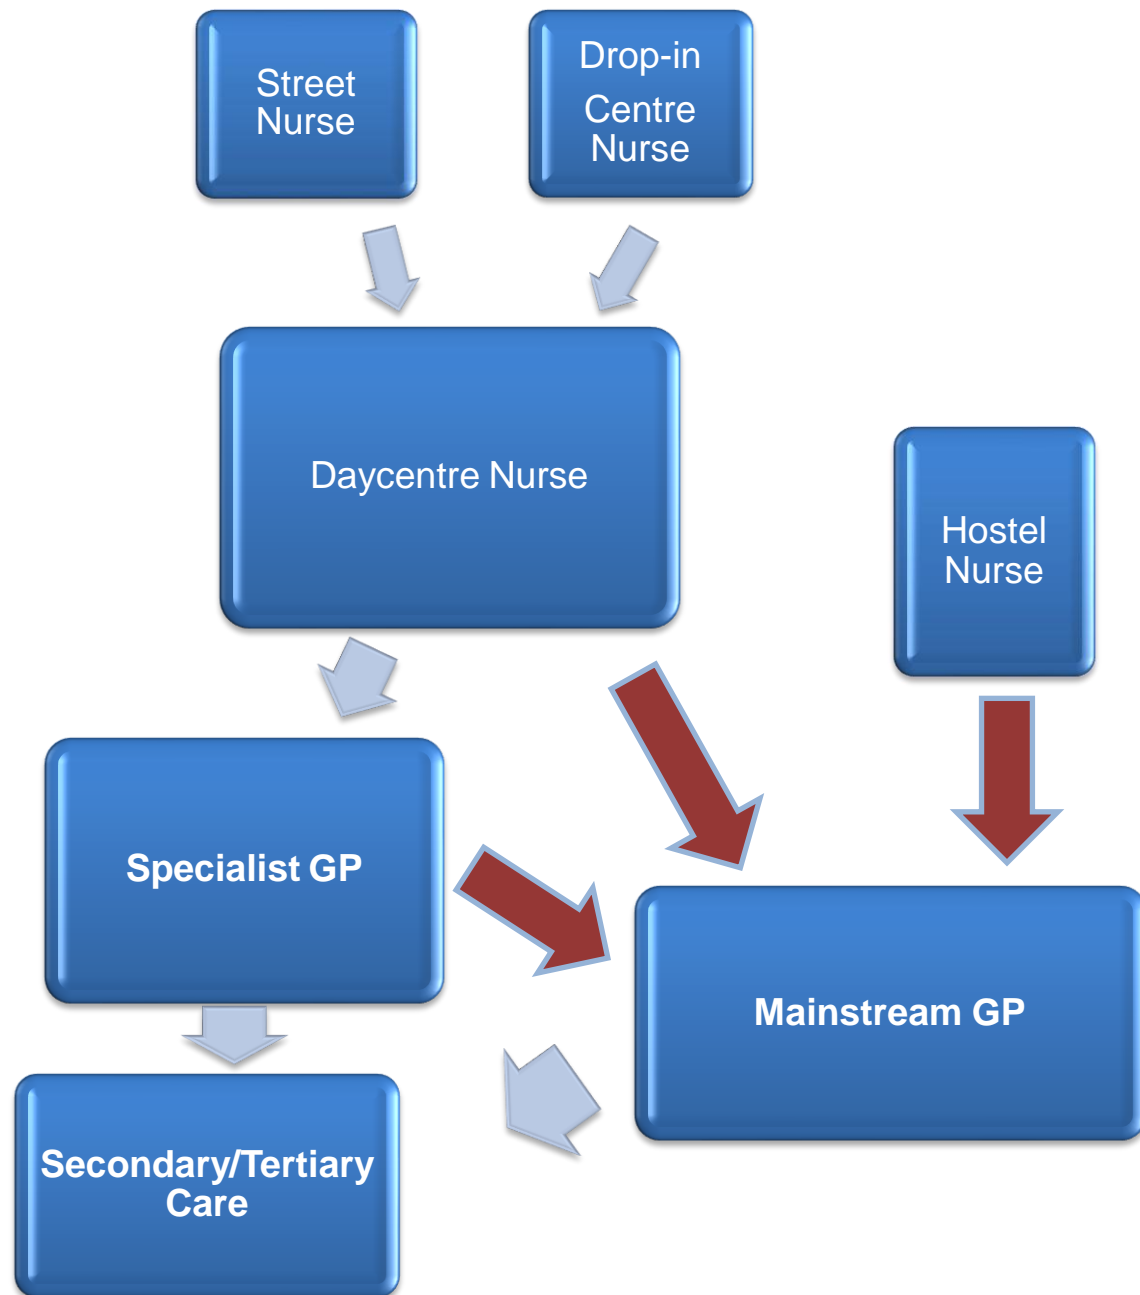 Street
Nurse
Drop-in
Centre
Nurse
Daycentre Nurse
Hostel
Nurse
Specialist GP
Mainstream GP
Secondary/Tertiary
Care